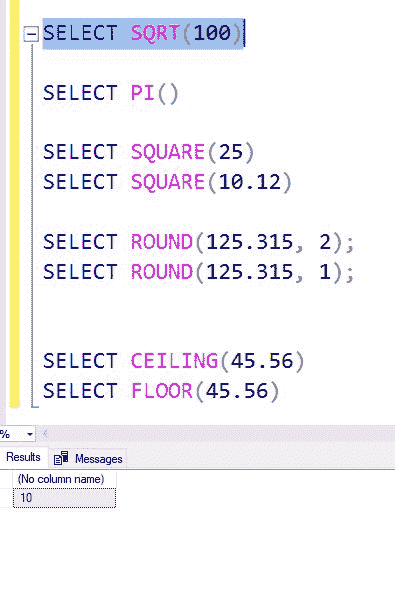 SELECT SQRT(100)
SELECT PI()
SELECT SQUARE(25)
SELECT SQUARE(10.12)
SELECT ROUND(125.315, 2);
SELECT ROUND(125.315, 1);
SELECT CEILING(45.56)
SELECT FLOOR(45.56)
%
Results Messages
(No column name)
10